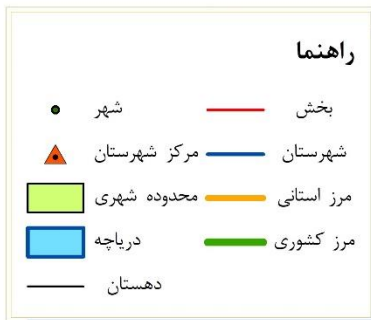 راهنما
بخش شهر
شهرستان مرکز شهرستان
مرز استانی محدوده شهری
مرز کشوری دریاچه
دهستان